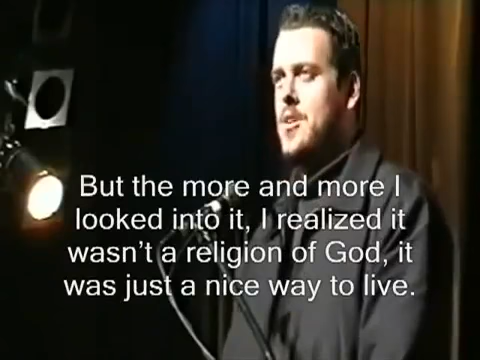 But the more and more I
looked into it, I realized it
wasn't a religion of God, it
was just a nice way to live.